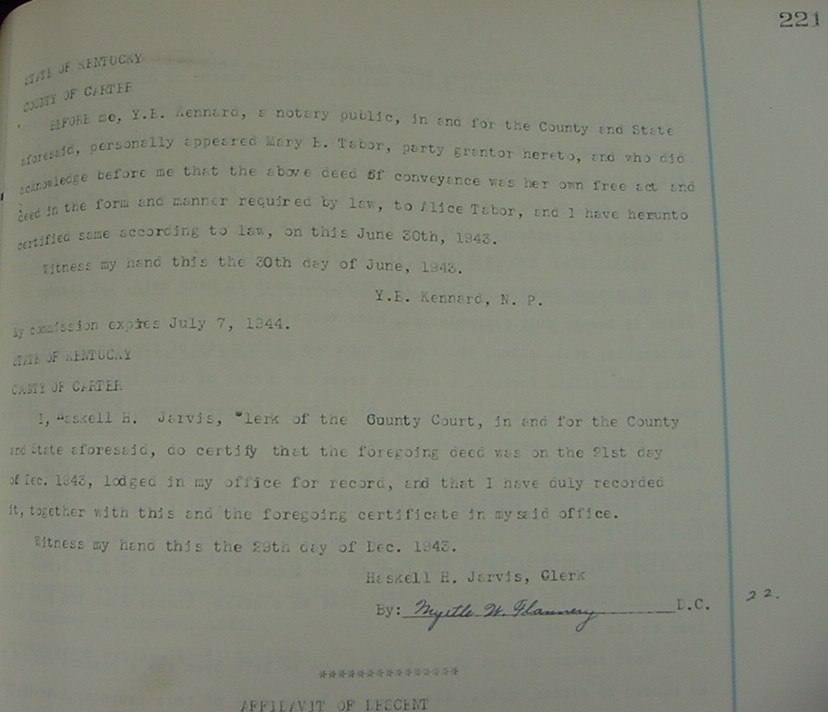 221
STATE OF KENTUCKY
COUNTY OF CARTER
BEFORE me, Y.E. Kennard, a notary public, in and for the County and State
aforesaid, personally appeared Mary E. Tabor, party grantor hereto, and who did
acknowledge before me that the above deed of conveyance was her own free act and
deed in the form and manner required by law, to Alice Tabor, and I have herunto
certified same according to law, on this June 30th, 1943.
Witness my hand this the 30th day of June, 1943.
Y.E. Kennard, N. P.
My commission expires July 7, 1944.
STATE OF KENTUCKY
COUNTY OF CARTER
I, Haskell H. Jarvis, Clerk of the County Court, in and for the County
and State aforesaid, do certify that the foregoing deed was on the 21st day
of Dec. 1943, lodged in my office for record, and that I have duly recorded
it, together with this and the foregoing certificate in my said office.
Witness my hand this the 29th day of Dec. 1943.
Haskell H. Jarvis, Clerk
By: Myrtle W. Flannery D.C.
22.
***************
AFFIDAVIT OF DESCENT